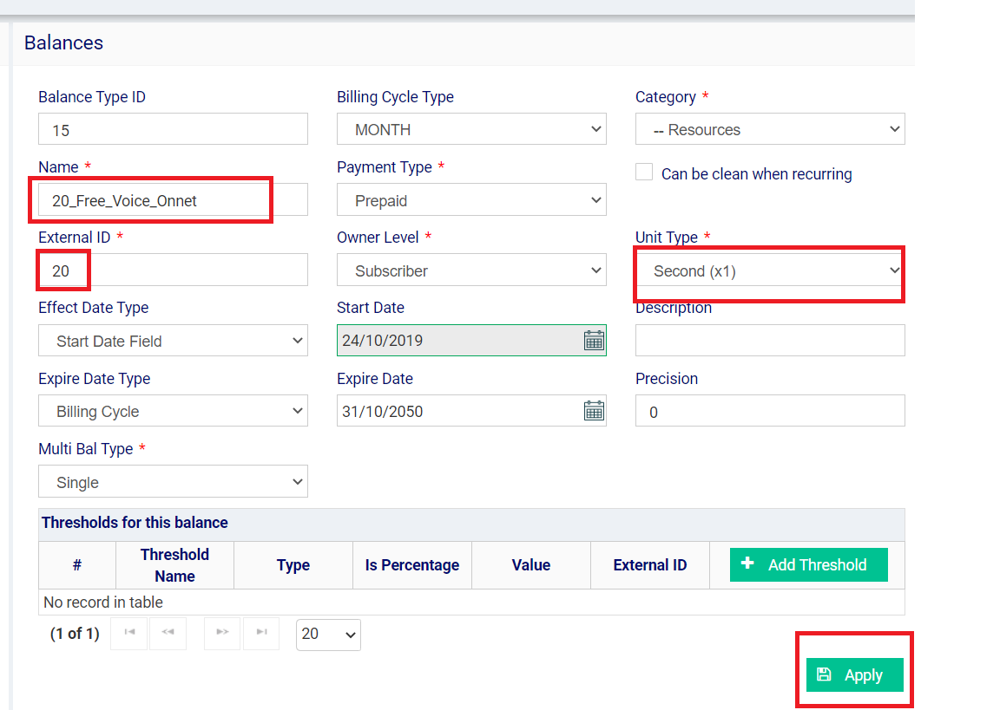 Balances
Balance Type ID
Billing Cycle Type
Category *
15
MONTH
-- Resources
Name *
Payment Type *
Can be clean when recurring
20_Free_Voice_Onnet
Prepaid
External ID *
Owner Level *
Unit Type *
20
Subscriber
Second (x1)
Effect Date Type
Start Date
Description
Start Date Field
24/10/2019
Expire Date Type
Expire Date
Precision
Billing Cycle
31/10/2050
0
Multi Bal Type *
Single
Thresholds for this balance
#
Threshold
Name
Type
Is Percentage
Value
External ID
Add Threshold
No record in table
(1 of 1)
20
Apply